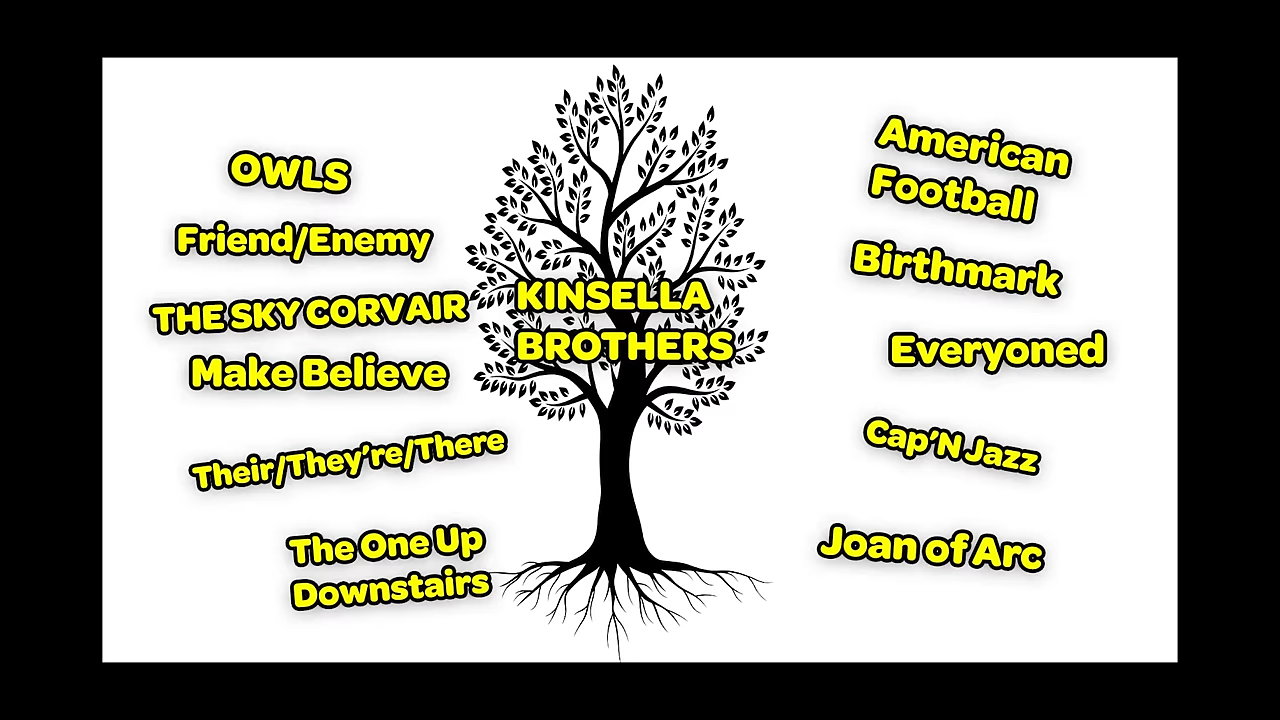 OWLS
Friend/Enemy
THE SKY CORVAIR
Make Believe
Their/They’re/There
The One Up
Downstairs
KINSELLA
BROTHERS
American
Football
Birthmark
Everyoned
Cap’N Jazz
Joan of Arc